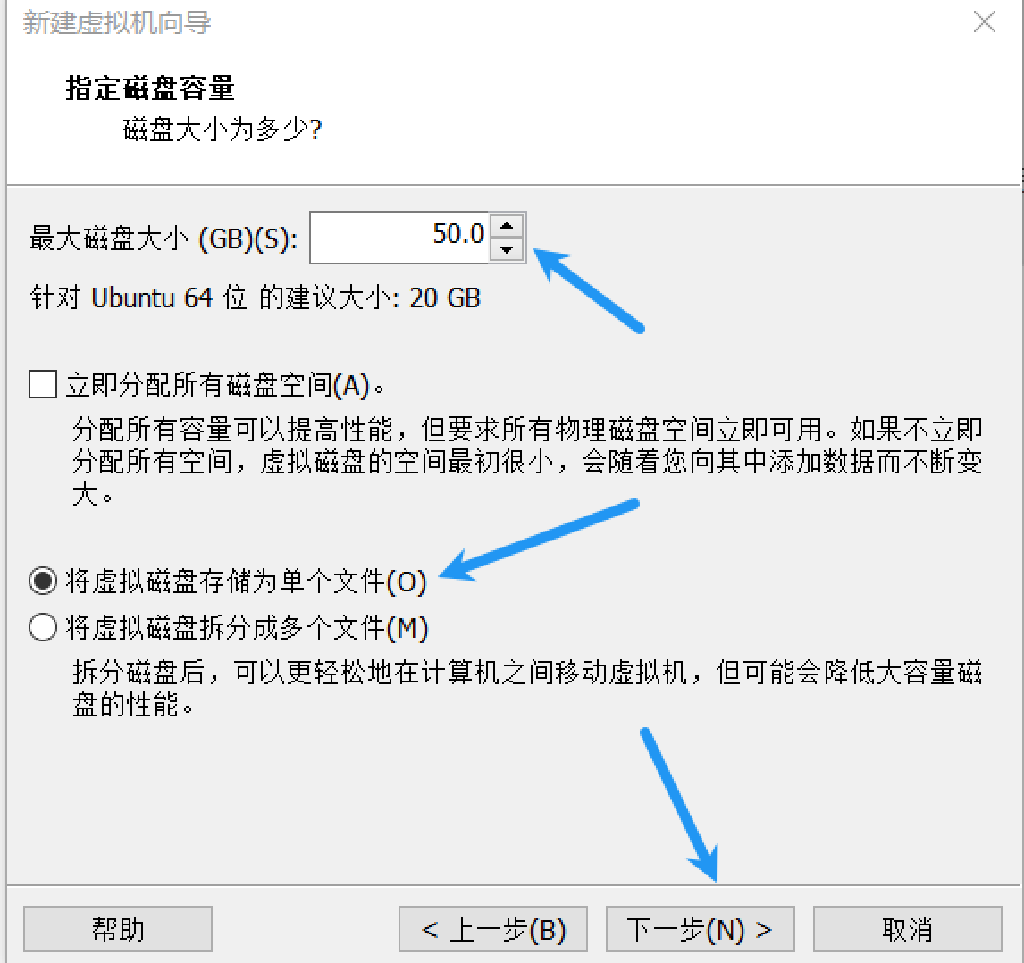 新建虚拟机向导
指定磁盘容量
磁盘大小为多少?
最大磁盘大小 (GB)(S): 50.0
针对 Ubuntu 64 位 的建议大小: 20 GB
立即分配所有磁盘空间(A)。
分配所有容量可以提高性能，但要求所有物理磁盘空间立即可用。如果不立即
分配所有空间，虚拟磁盘的空间最初很小，会随着您向其中添加数据而不断变
大。
将虚拟磁盘存储为单个文件(O)
将虚拟磁盘拆分成多个文件(M)
拆分磁盘后，可以更轻松地在计算机之间移动虚拟机，但可能会降低大容量磁
盘的性能。
帮助 < 上一步(B) 下一步(N) > 取消